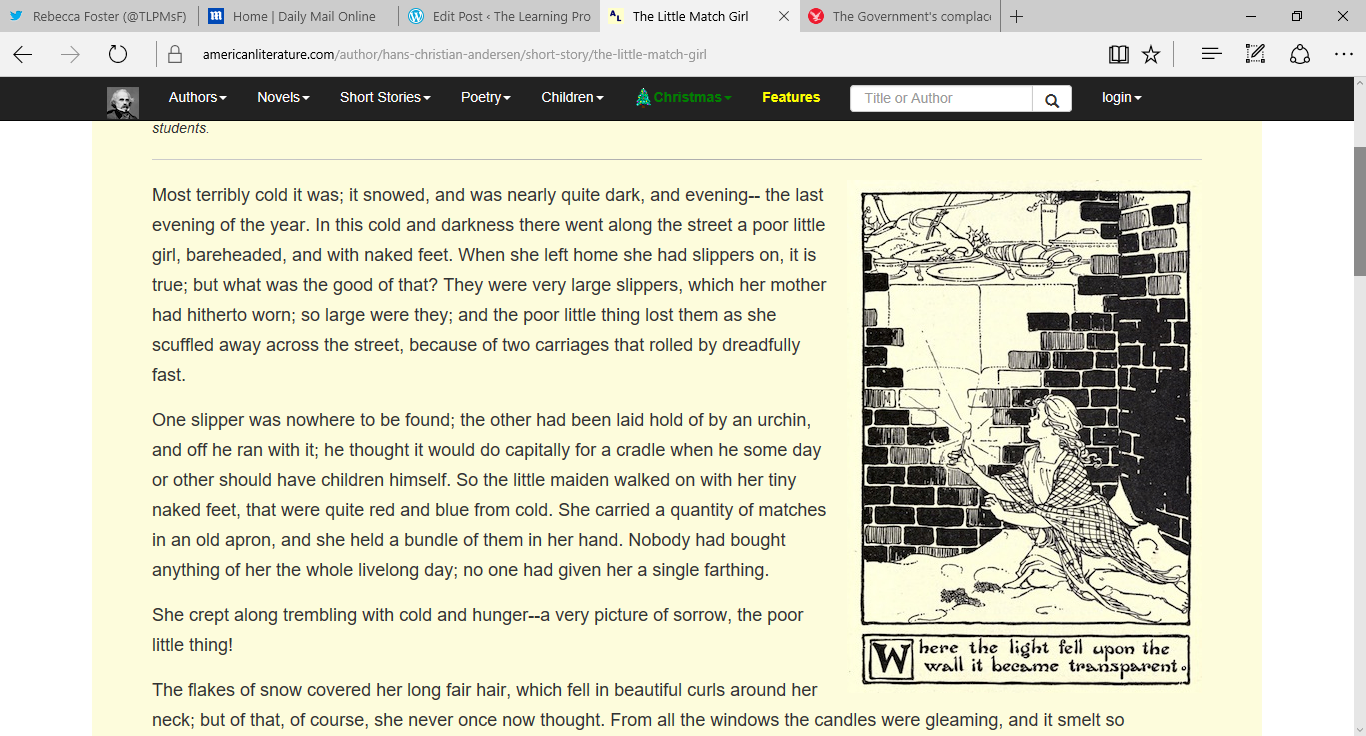 Rebecca Foster (@TLPMsF)
Home | Daily Mail Online
Edit Post ‹ The Learning Pro
The Little Match Girl
The Government's complac
americanliterature.com/author/hans-christian-andersen/short-story/the-little-match-girl
Authors Novels Short Stories Poetry Children Christmas Features Title or Author login
students.
Most terribly cold it was; it snowed, and was nearly quite dark, and evening-- the last
evening of the year. In this cold and darkness there went along the street a poor little
girl, bareheaded, and with naked feet. When she left home she had slippers on, it is
true; but what was the good of that? They were very large slippers, which her mother
had hitherto worn; so large were they; and the poor little thing lost them as she
scuffled away across the street, because of two carriages that rolled by dreadfully
fast.
One slipper was nowhere to be found; the other had been laid hold of by an urchin,
and off he ran with it; he thought it would do capitally for a cradle when he some day
or other should have children himself. So the little maiden walked on with her tiny
naked feet, that were quite red and blue from cold. She carried a quantity of matches
in an old apron, and she held a bundle of them in her hand. Nobody had bought
anything of her the whole livelong day; no one had given her a single farthing.
She crept along trembling with cold and hunger--a very picture of sorrow, the poor
little thing!
The flakes of snow covered her long fair hair, which fell in beautiful curls around her
neck; but of that, of course, she never once now thought. From all the windows the candles were gleaming, and it smelt so
Where the light fell upon the
wall it became transparent.